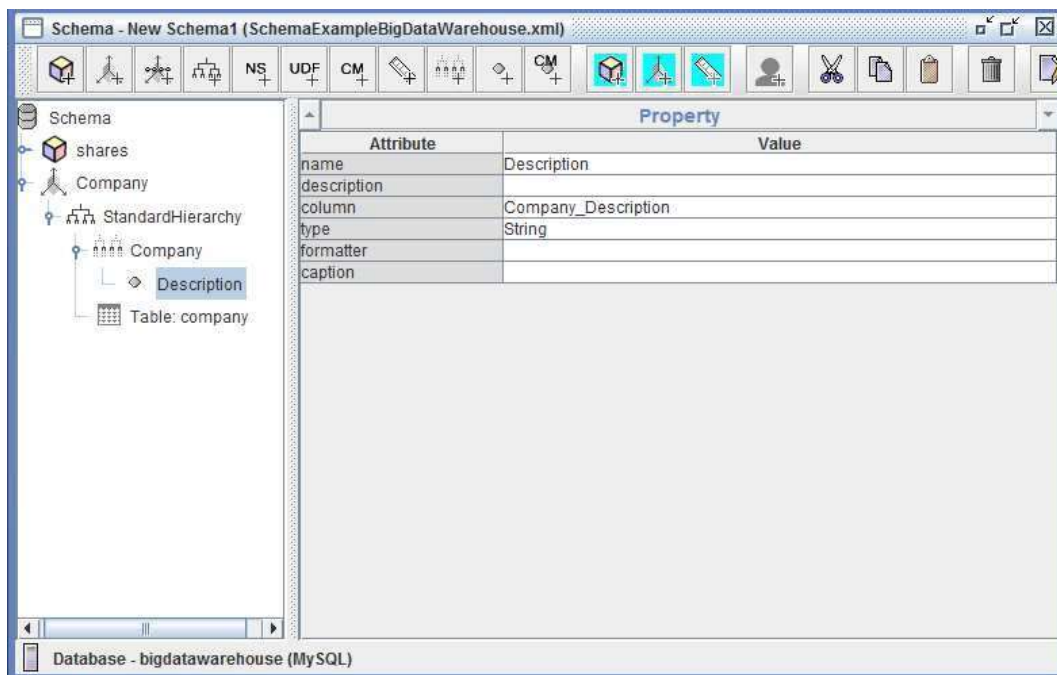 Schema - New Schema1 (SchemaExampleBigDataWarehouse.xml)
NS UDF CM CM
Schema
shares
Company
StandardHierarchy
Company
Description
Table: company
Property
Attribute Value
name Description
description
column Company_Description
type String
formatter
caption
Database - bigdatawarehouse (MySQL)